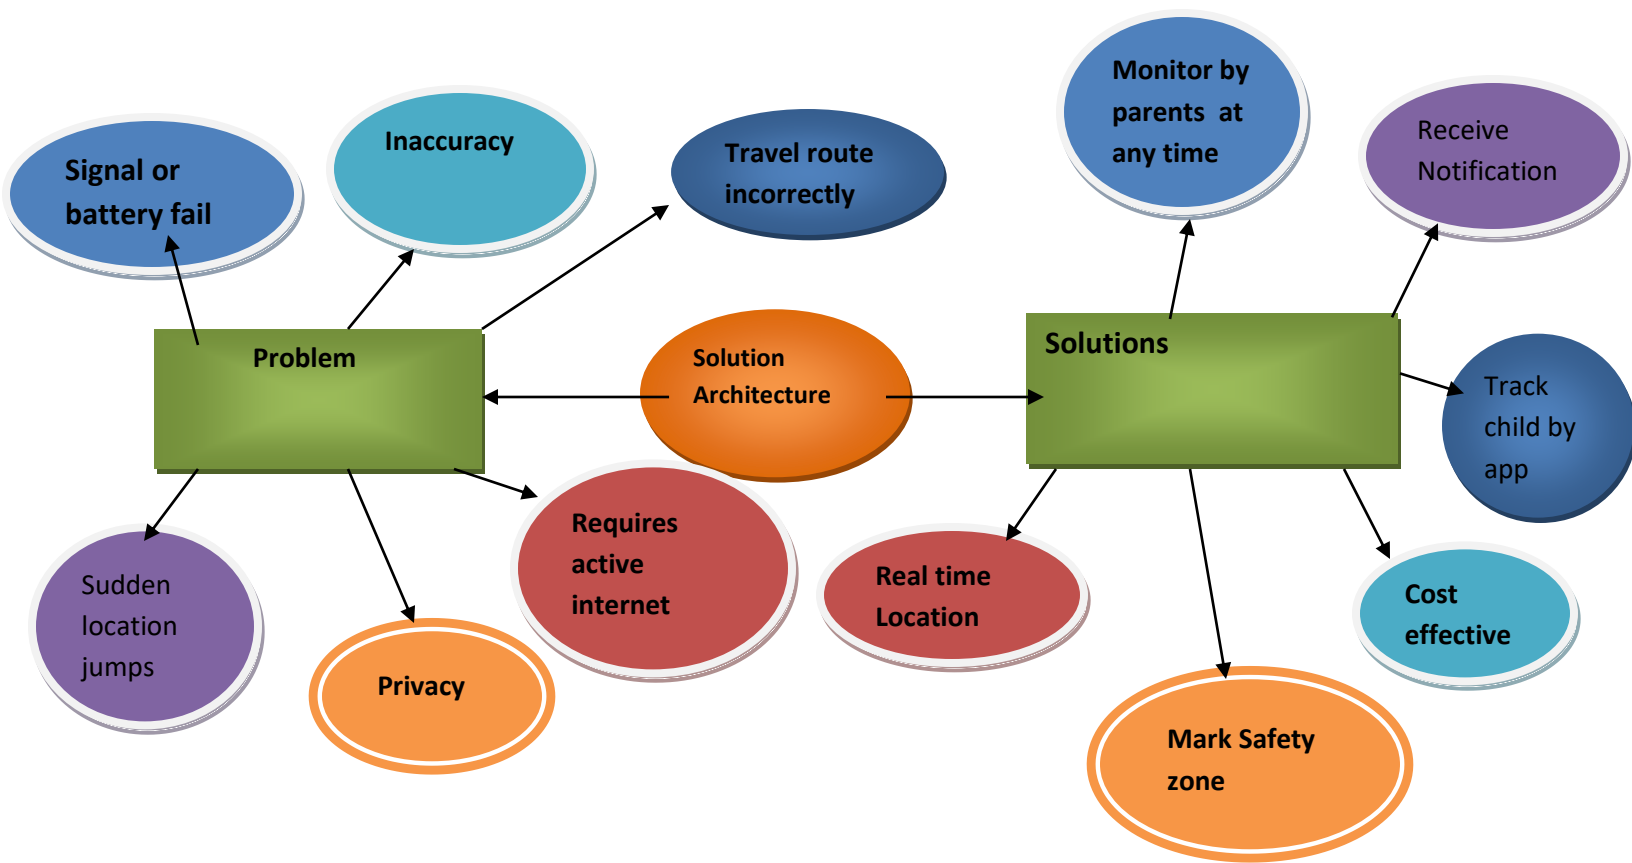 Monitor by
parents at
any time
Receive
Notification
Inaccuracy
Travel route
incorrectly
Signal or
battery fail
Problem
Solution
Architecture
Solutions
Track
child by
app
Requires
active
internet
Real time
Location
Cost
effective
Sudden
location
jumps
Privacy
Mark Safety
zone